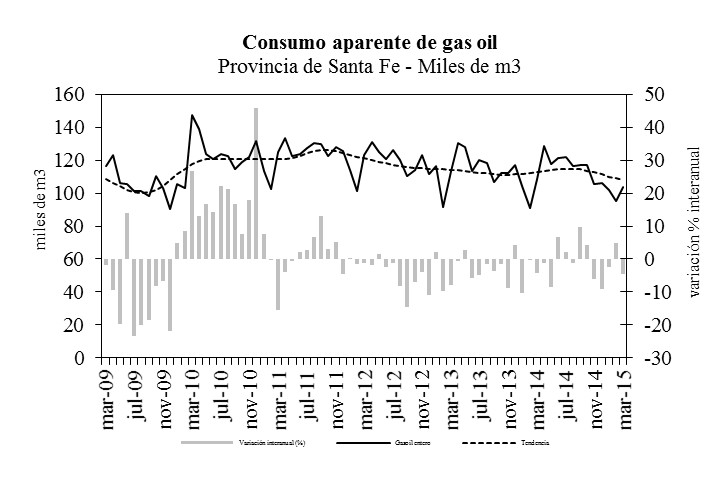 Consumo aparente de gas oil
Provincia de Santa Fe - Miles de m3
160
140
120
100
80
60
40
20
0
miles de m3
50
40
30
20
10
0
-10
-20
-30
variación % interanual
mar-09
jul-09
nov-09
mar-10
jul-10
nov-10
mar-11
jul-11
nov-11
mar-12
jul-12
nov-12
mar-13
jul-13
nov-13
mar-14
jul-14
nov-14
mar-15
Variación interanual (%)
Gasoil entero
Tendencia